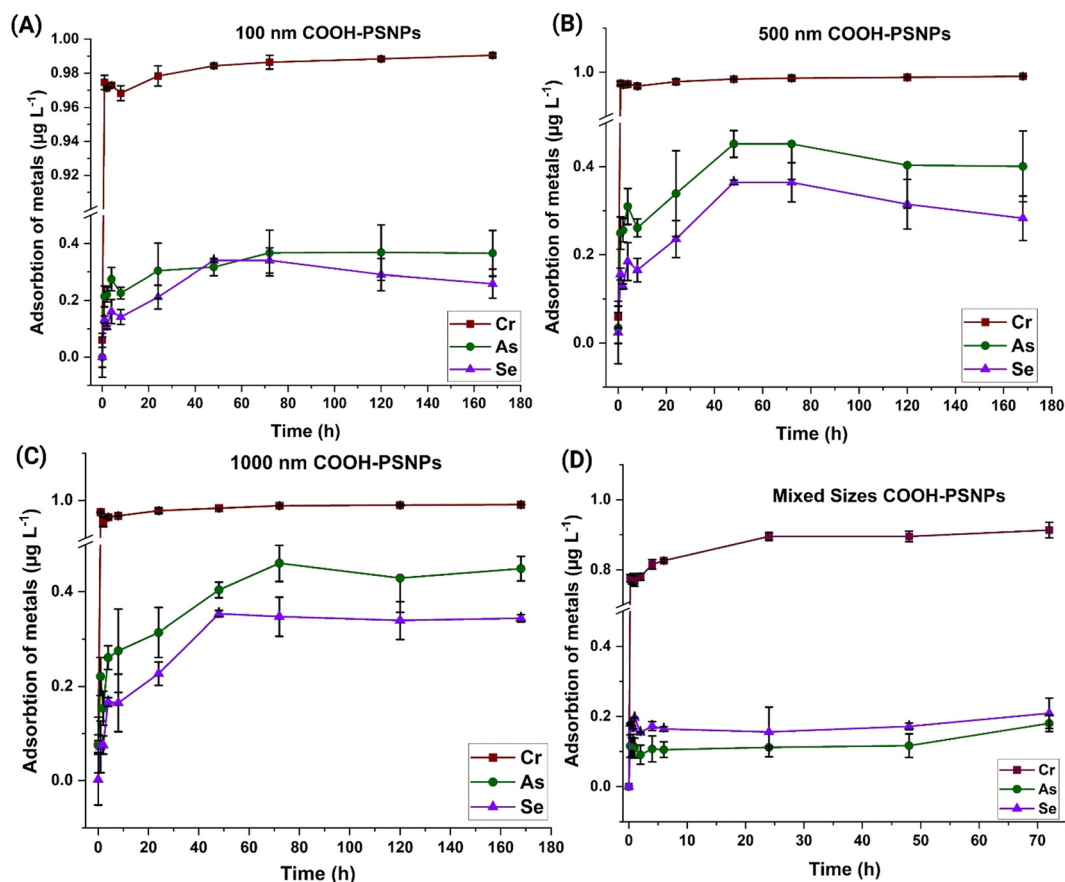 (A)
100 nm COOH-PSNPs
Adsorbtion of metals (µg L⁻¹)
1.00
0.98
0.96
0.94
0.92
0.4
0.2
0.0
Cr
As
Se
0 20 40 60 80 100 120 140 160 180
Time (h)
(B)
500 nm COOH-PSNPs
Adsorbtion of metals (µg L⁻¹)
1.0
0.4
0.2
0.0
Cr
As
Se
0 20 40 60 80 100 120 140 160 180
Time (h)
(C)
1000 nm COOH-PSNPs
Adsorbtion of metals (µg L⁻¹)
1.0
0.4
0.2
0.0
Cr
As
Se
0 20 40 60 80 100 120 140 160 180
Time (h)
(D)
Mixed Sizes COOH-PSNPs
Adsorbtion of metals (µg L⁻¹)
1.0
0.8
0.4
0.2
0.0
Cr
As
Se
0 10 20 30 40 50 60 70
Time (h)